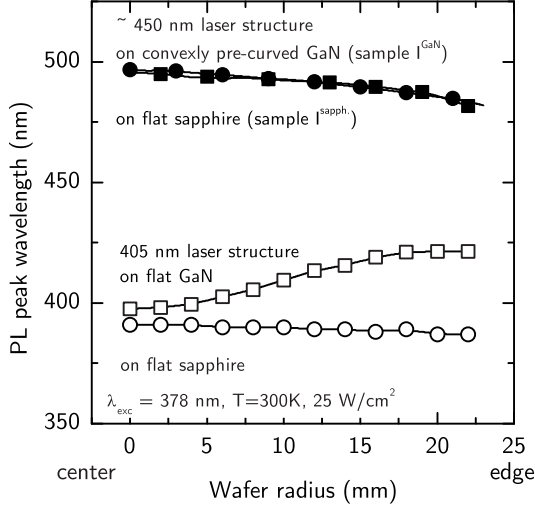 ~ 450 nm laser structure
on convexly pre-curved GaN (sample I^GaN)
on flat sapphire (sample I^sapph.)
405 nm laser structure
on flat GaN
on flat sapphire
λ_exc = 378 nm, T=300K, 25 W/cm²
PL peak wavelength (nm)
500
450
400
350
0 5 10 15 20 25
center edge
Wafer radius (mm)